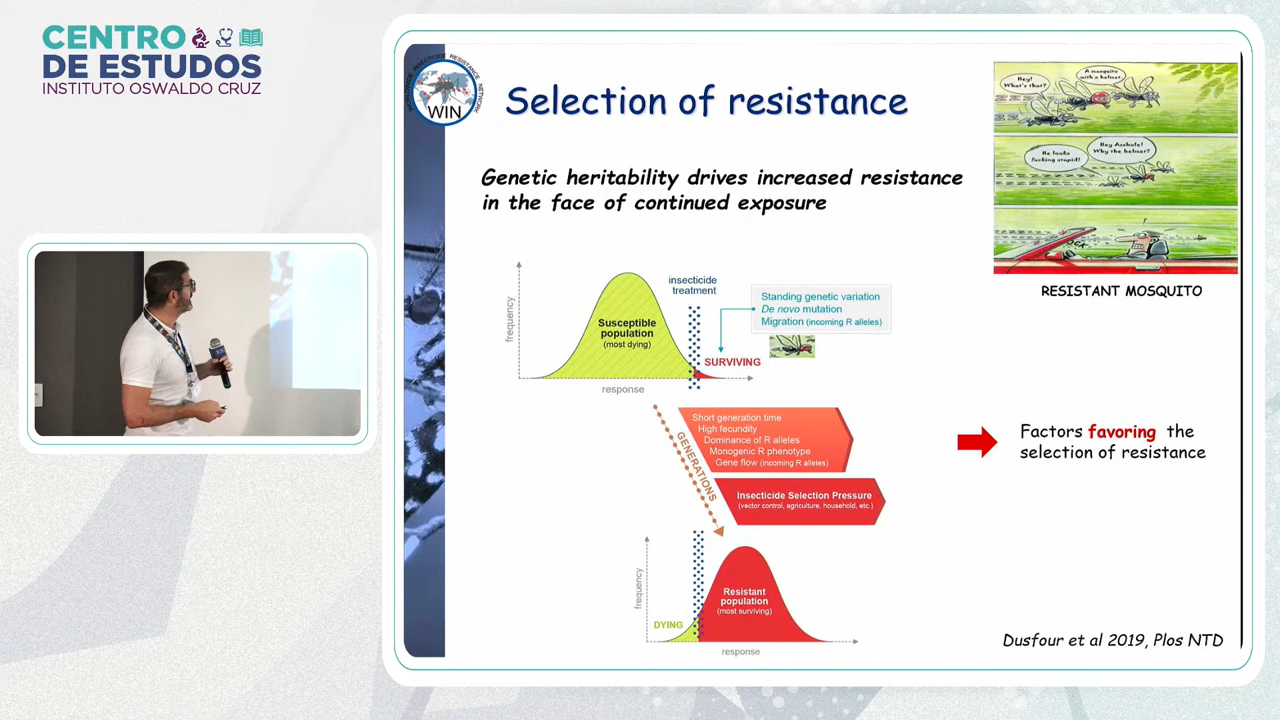 CENTRO
DE ESTUDOS
INSTITUTO OSWALDO CRUZ
INSECTICIDE RESISTANCE NETWORK
WIN
Selection of resistance
Genetic heritability drives increased resistance
in the face of continued exposure
Hey!
What's that?
A mosquito
with a helmet.
He looks
fucking stupid!
Hey Asshole!
Why the helmet?
RESISTANT MOSQUITO
frequency
Susceptible
population
(most dying)
response
insecticide
treatment
Standing genetic variation
De novo mutation
Migration (incoming R alleles)
SURVIVING
GENERATIONS
Short generation time
High fecundity
Dominance of R alleles
Monogenic R phenotype
Gene flow (incoming R alleles)
Insecticide Selection Pressure
(vector control, agriculture, household, etc.)
Factors favoring the
selection of resistance
frequency
DYING
Resistant
population
(most surviving)
response
Dusfour et al 2019, Plos NTD